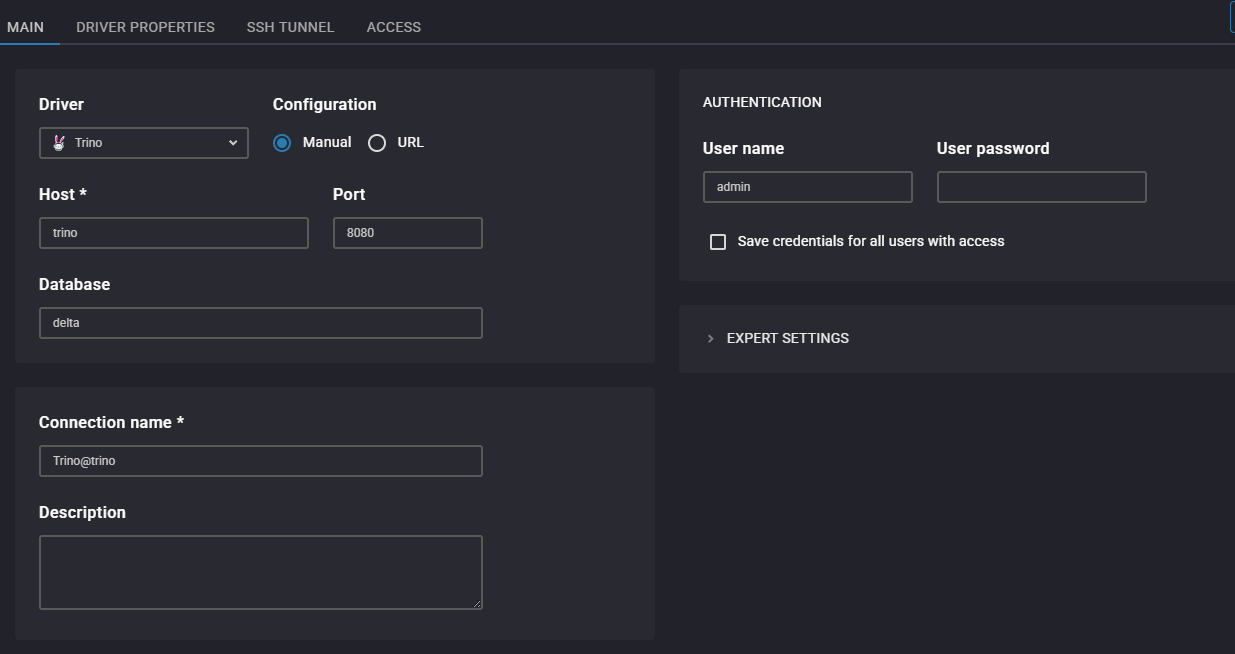 MAIN DRIVER PROPERTIES SSH TUNNEL ACCESS
Driver Configuration
Trino Manual URL
Host * Port
trino 8080
Database
delta
Connection name *
Trino@trino
Description
AUTHENTICATION
User name User password
admin
Save credentials for all users with access
EXPERT SETTINGS